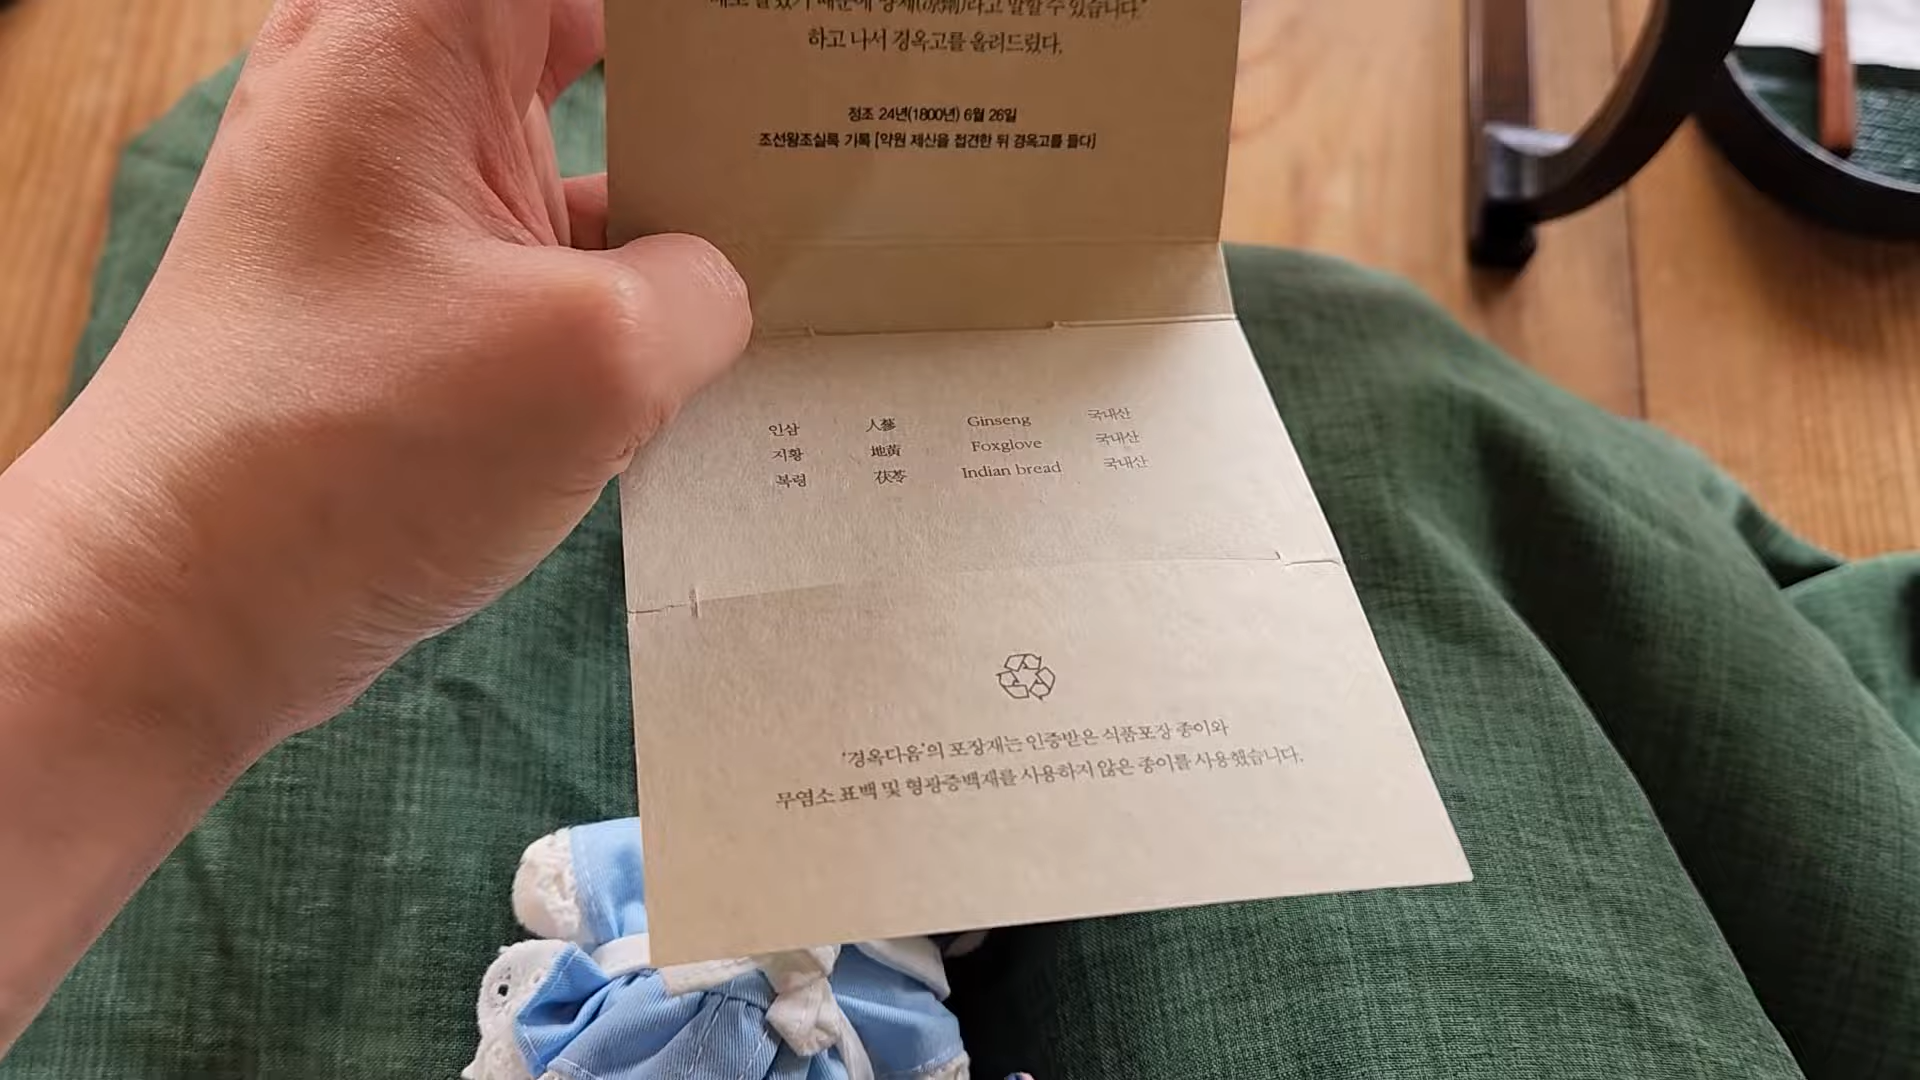 하고 나서 경옥고를 올려드렸다.
정조 24년(1800년) 6월 26일
조선왕조실록 기록 [약원 제신을 접견한 뒤 경옥고를 들다]
인삼 人蔘 Ginseng 국내산
지황 地黃 Foxglove 국내산
복령 茯苓 Indian bread 국내산
'경옥다움'의 포장재는 인증받은 식품포장 종이와
무염소 표백 및 형광증백재를 사용하지 않은 종이를 사용했습니다.